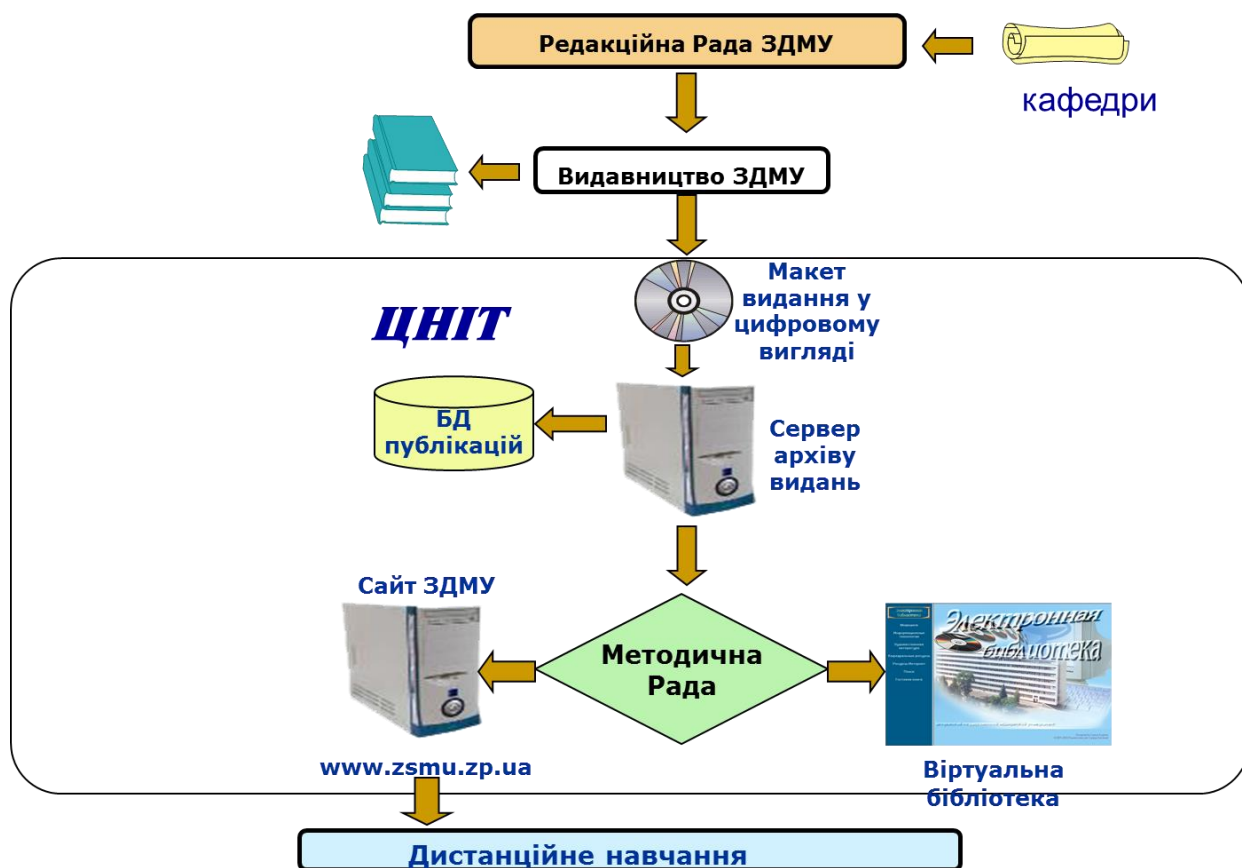 Редакційна Рада ЗДМУ
кафедри
Видавництво ЗДМУ
Макет
видання у
цифровому
вигляді
ЦНІТ
БД
публікацій
Сервер
архіву
видань
Сайт ЗДМУ
Методична
Рада
Электронная
библиотека
www.zsmu.zp.ua
Віртуальна
бібліотека
Дистанційне навчання